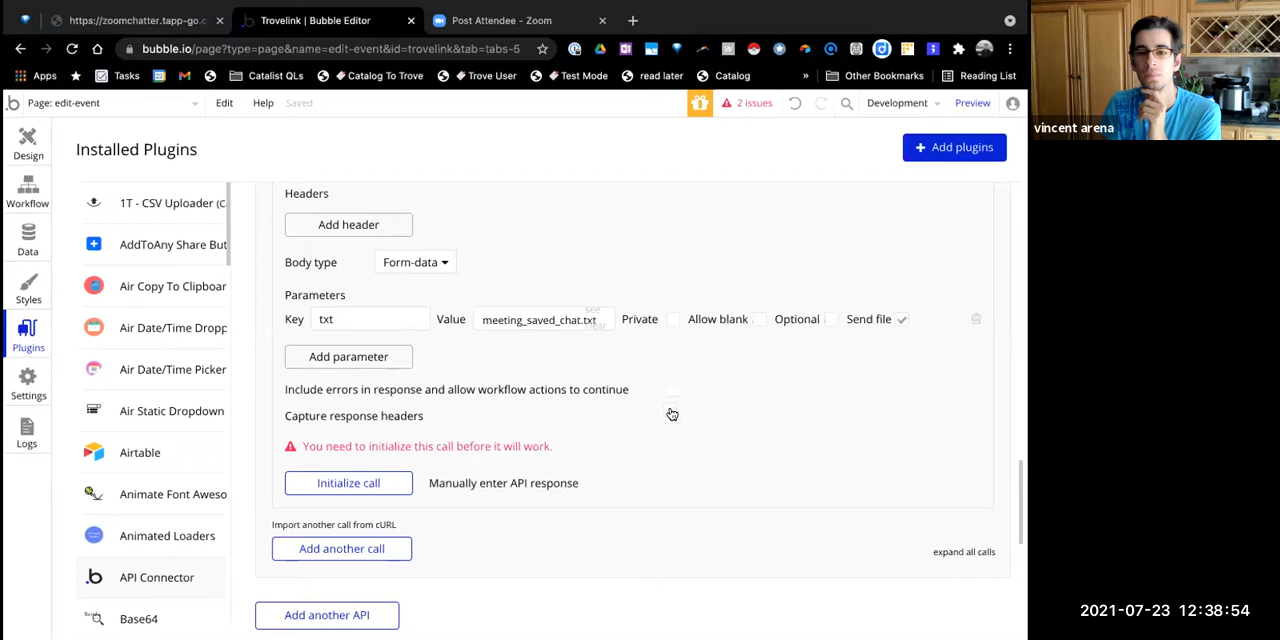 https://zoomchatter.tapp-go.c
Trovelink | Bubble Editor
Post Attendee - Zoom
bubble.io/page?type=page&name=edit-event&id=trovelink&tab=tabs-5
Apps
Tasks
Catalist QLs
Catalog To Trove
Trove User
Test Mode
read later
Catalog
»
Other Bookmarks
Reading List
Page: edit-event
Edit
Help
Saved
2 issues
Development
Preview
vincent arena
Design
Workflow
Data
Styles
Plugins
Settings
Logs
Installed Plugins
+ Add plugins
1T - CSV Uploader (C
AddToAny Share But
Air Copy To Clipboar
Air Date/Time Dropp
Air Date/Time Picker
Air Static Dropdown
Airtable
Animate Font Aweso
Animated Loaders
API Connector
Base64
Headers
Add header
Body type Form-data
Parameters
Key txt Value meeting_saved_chat.txt Private Allow blank Optional Send file
see
Add parameter
Include errors in response and allow workflow actions to continue
Capture response headers
You need to initialize this call before it will work.
Initialize call Manually enter API response
Import another call from cURL
Add another call
expand all calls
Add another API
2021-07-23 12:38:54